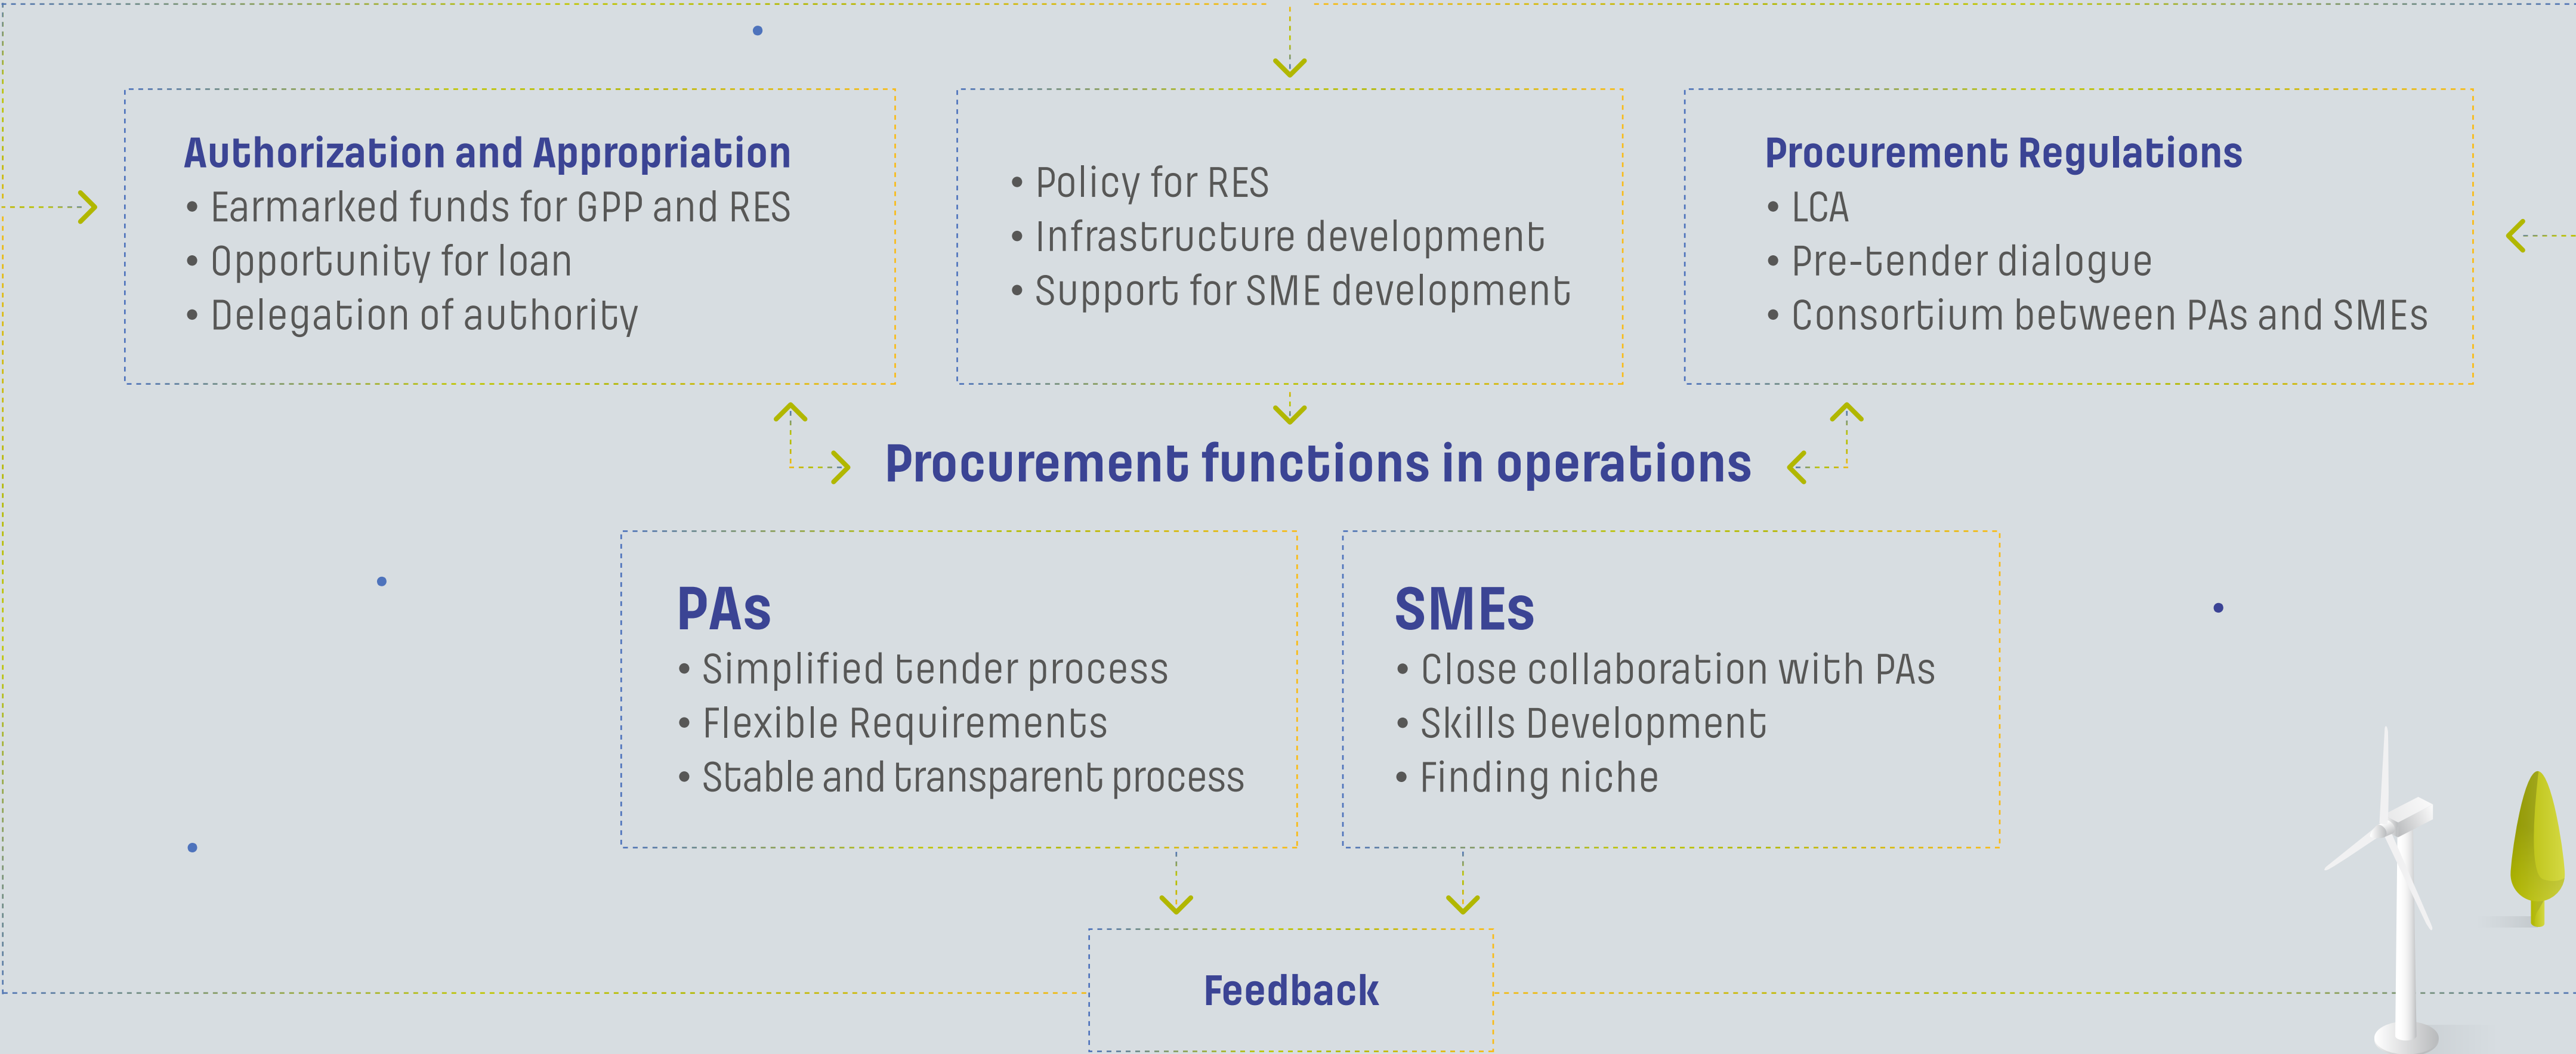 Authorization and Appropriation
• Earmarked funds for GPP and RES
• Opportunity for loan
• Delegation of authority
• Policy for RES
• Infrastructure development
• Support for SME development
Procurement Regulations
• LCA
• Pre-tender dialogue
• Consortium between PAs and SMEs
Procurement functions in operations
PAs
• Simplified tender process
• Flexible Requirements
• Stable and transparent process
SMEs
• Close collaboration with PAs
• Skills Development
• Finding niche
Feedback